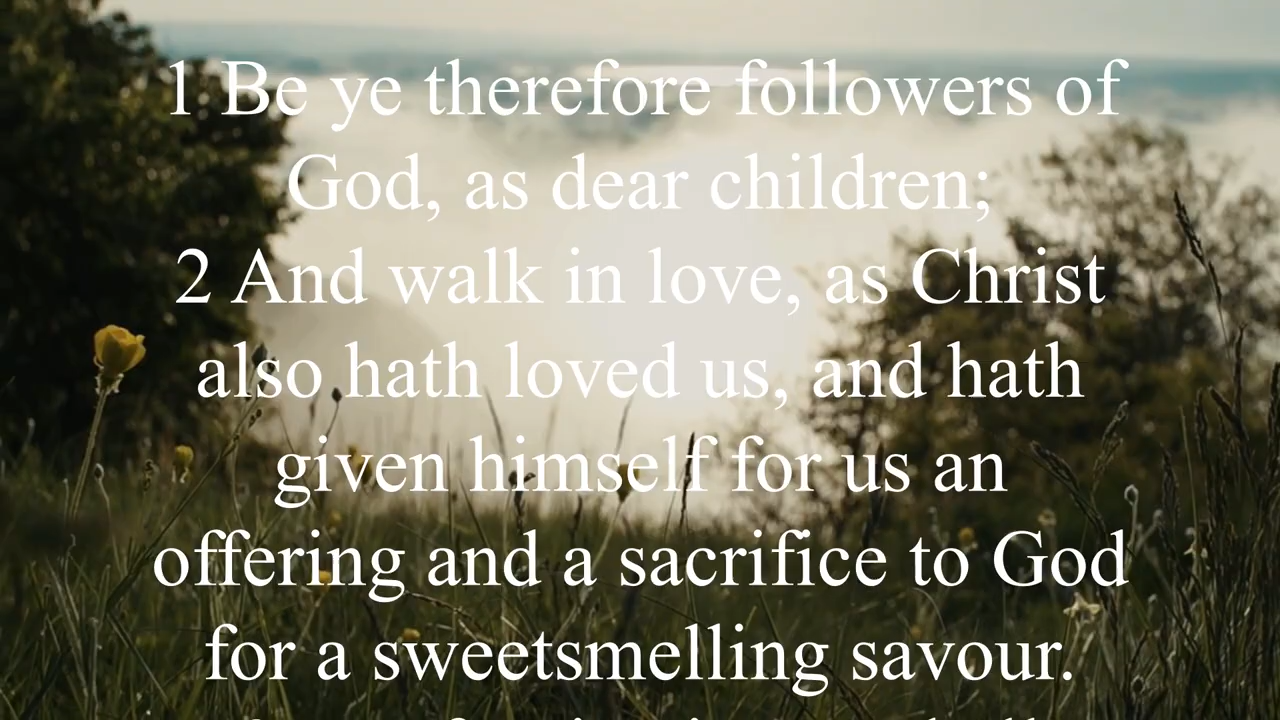 1 Be ye therefore followers of
God, as dear children;
2 And walk in love, as Christ
also hath loved us, and hath
given himself for us an
offering and a sacrifice to God
for a sweetsmelling savour.